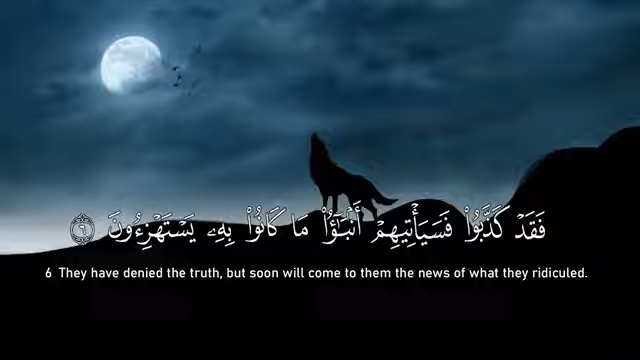 فَقَدْ كَذَّبُوا۟ فَسَيَأْتِيهِمْ أَنۢبَـٰٓؤُا۟ مَا كَانُوا۟ بِهِۦ يَسْتَهْزِءُونَ ٦
6 They have denied the truth, but soon will come to them the news of what they ridiculed.